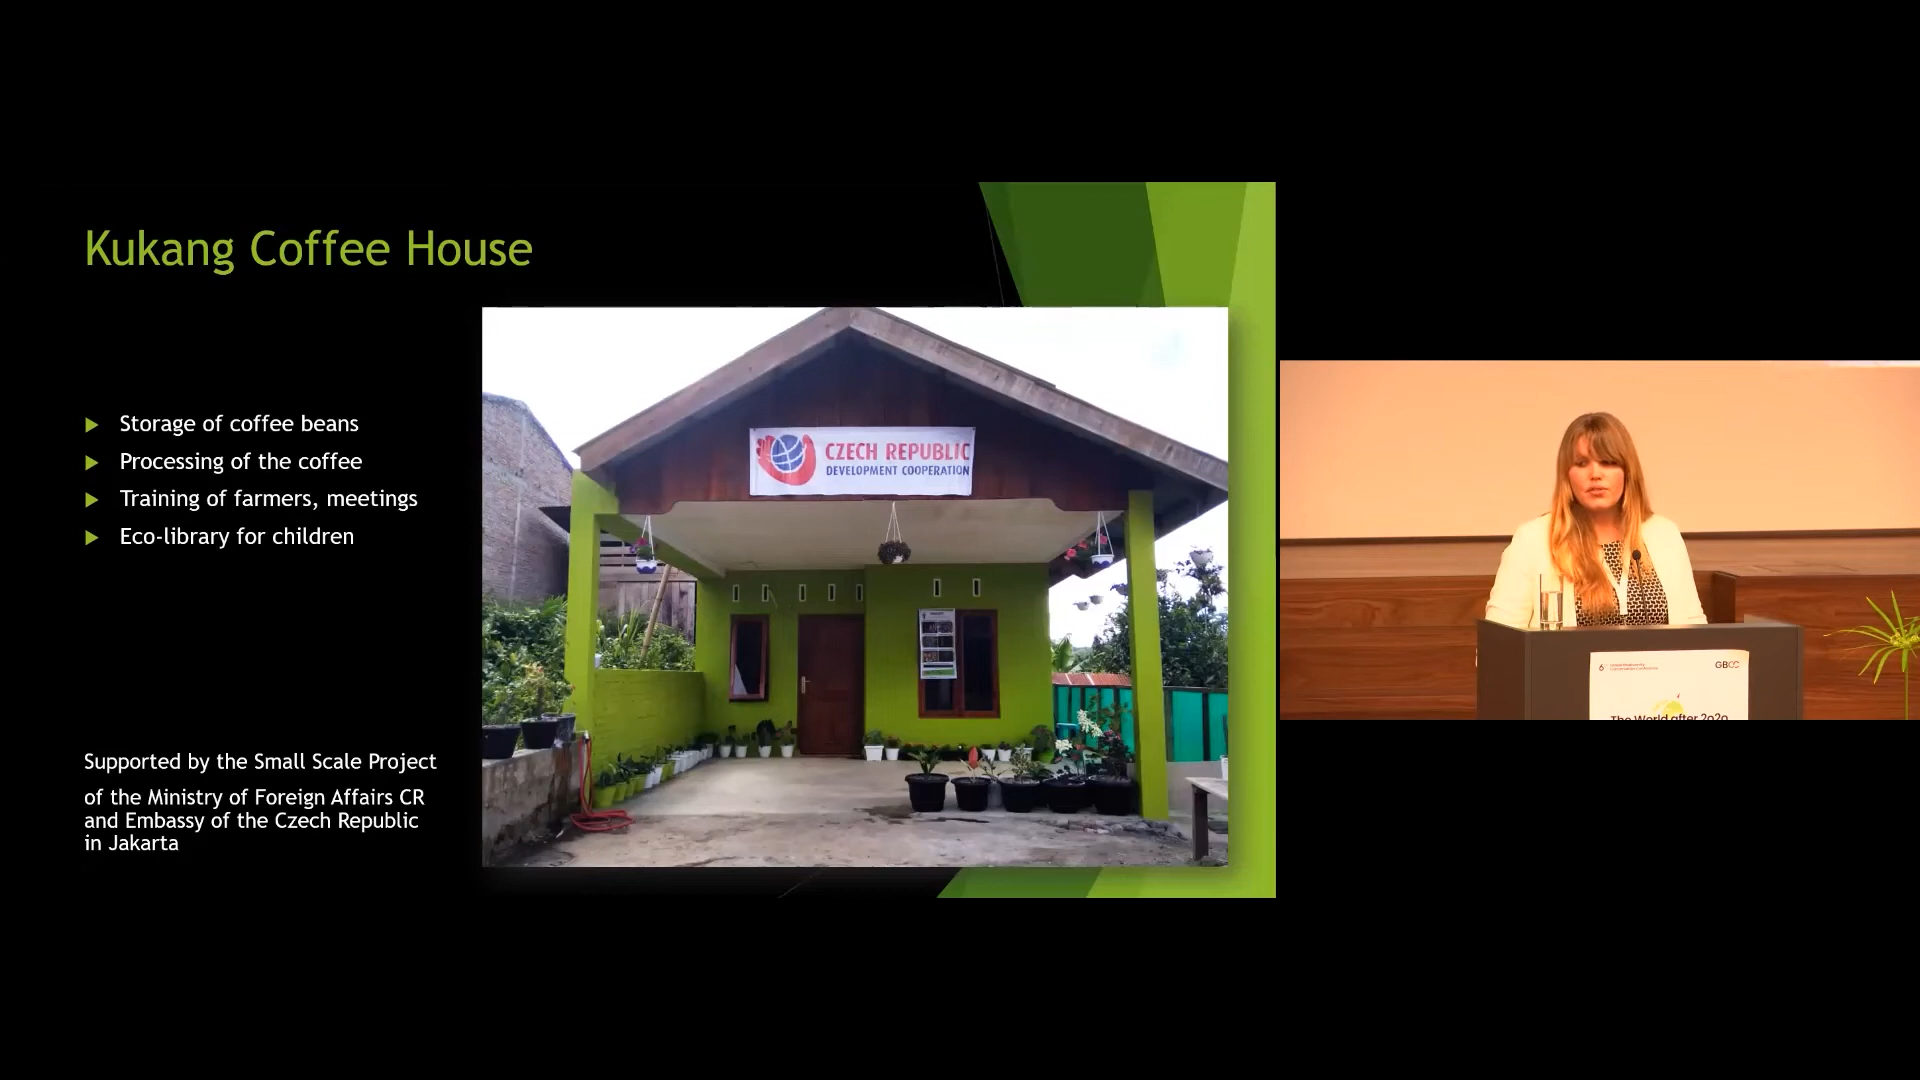 Kukang Coffee House
Storage of coffee beans
Processing of the coffee
Training of farmers, meetings
Eco-library for children
Supported by the Small Scale Project
of the Ministry of Foreign Affairs CR
and Embassy of the Czech Republic
in Jakarta
CZECH REPUBLIC
DEVELOPMENT COOPERATION
6
GBCC
The World after 2020